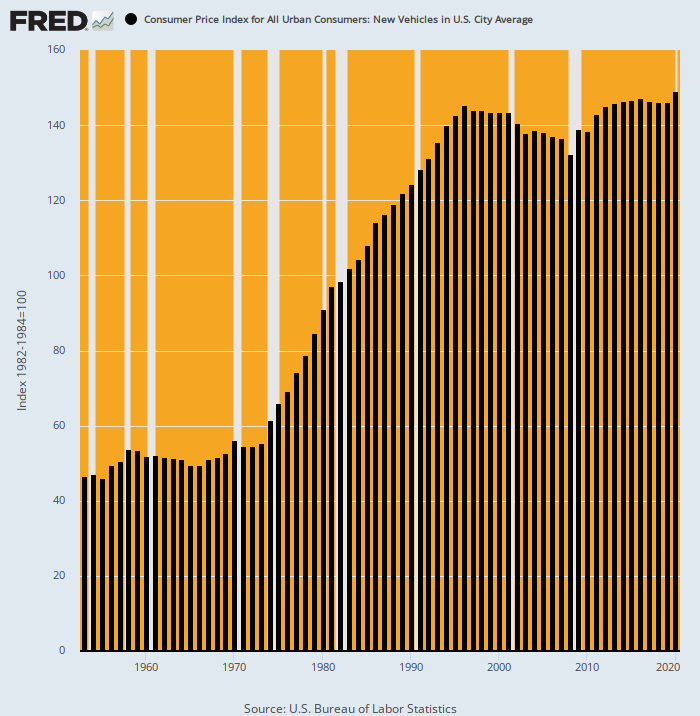 FRED
Consumer Price Index for All Urban Consumers: New Vehicles in U.S. City Average
160
140
120
100
80
60
40
20
0
Index 1982-1984=100
1960 1970 1980 1990 2000 2010 2020
Source: U.S. Bureau of Labor Statistics